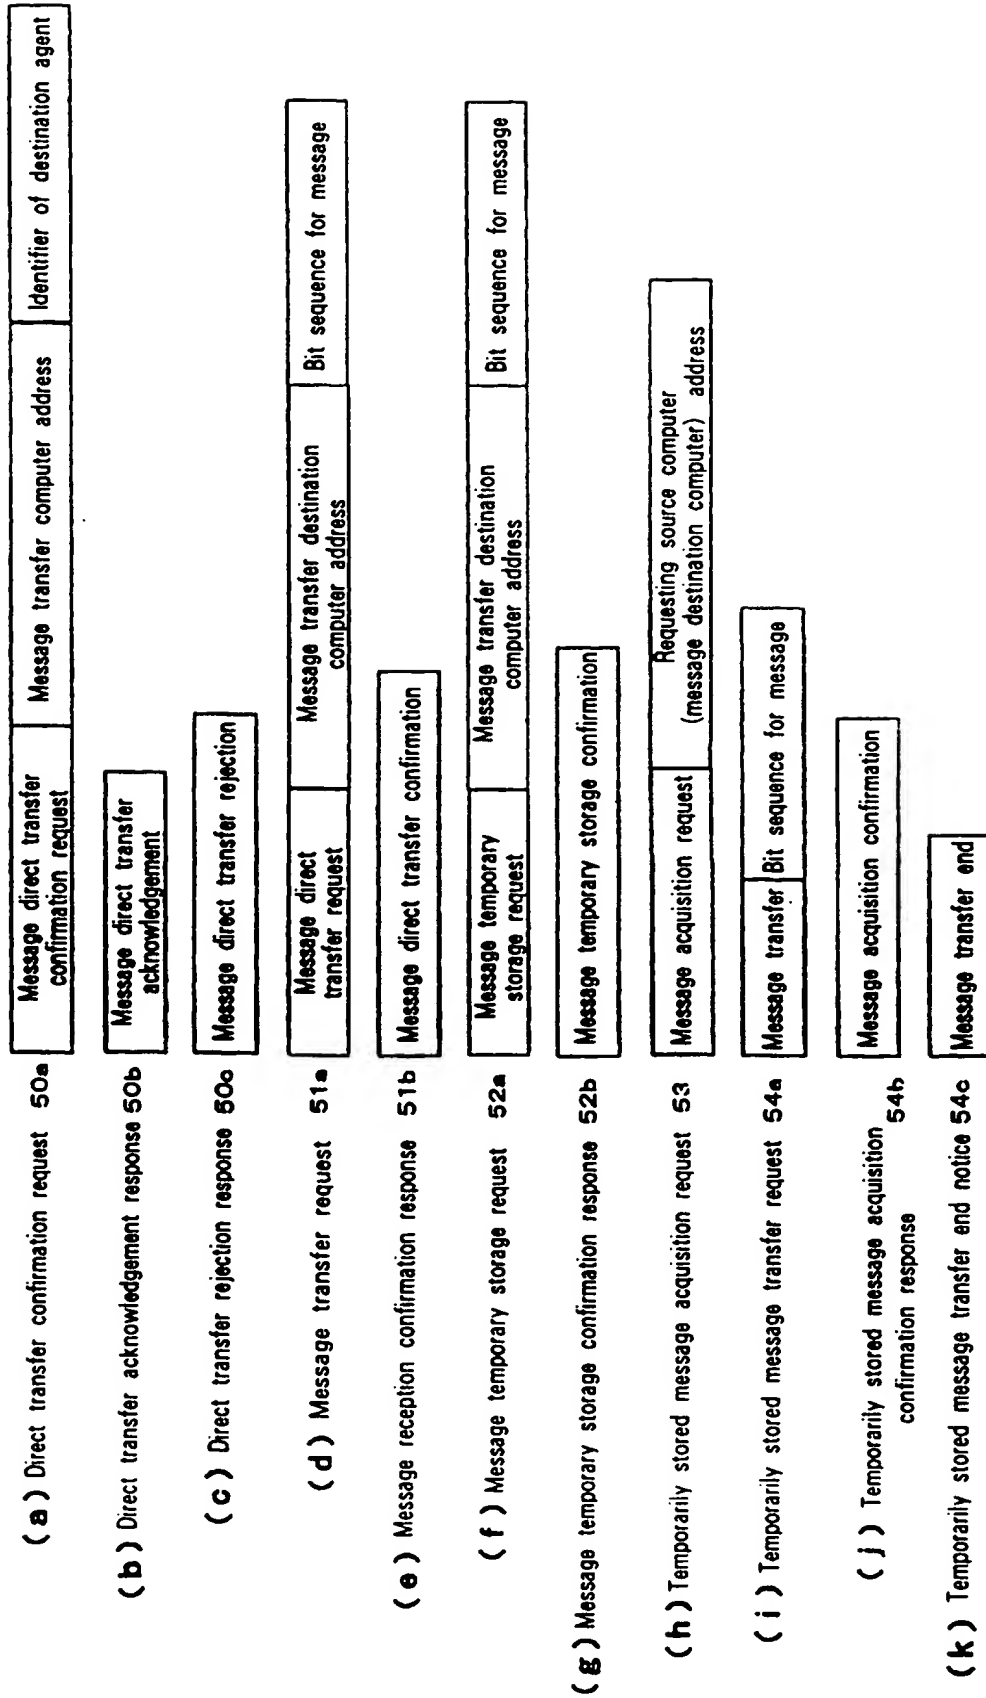 (a) Direct transfer confirmation request 50a
Message direct transfer
confirmation request
Message transfer computer address
Identifier of destination agent
(b) Direct transfer acknowledgement response 50b
Message direct transfer
acknowledgement
(c) Direct transfer rejection response 50c
Message direct transfer rejection
(d) Message transfer request 51a
Message direct
transfer request
Message transfer destination
computer address
Bit sequence for message
(e) Message reception confirmation response 51b
Message direct transfer confirmation
(f) Message temporary storage request 52a
Message temporary
storage request
Message transfer destination
computer address
Bit sequence for message
(g) Message temporary storage confirmation response 52b
Message temporary storage confirmation
(h) Temporarily stored message acquisition request 53
Message acquisition request
Requesting source computer
(message destination computer) address
(i) Temporarily stored message transfer request 54a
Message transfer
Bit sequence for message
(j) Temporarily stored message acquisition
confirmation response
54b
Message acquisition confirmation
(k) Temporarily stored message transfer end notice 54c
Message transfer end